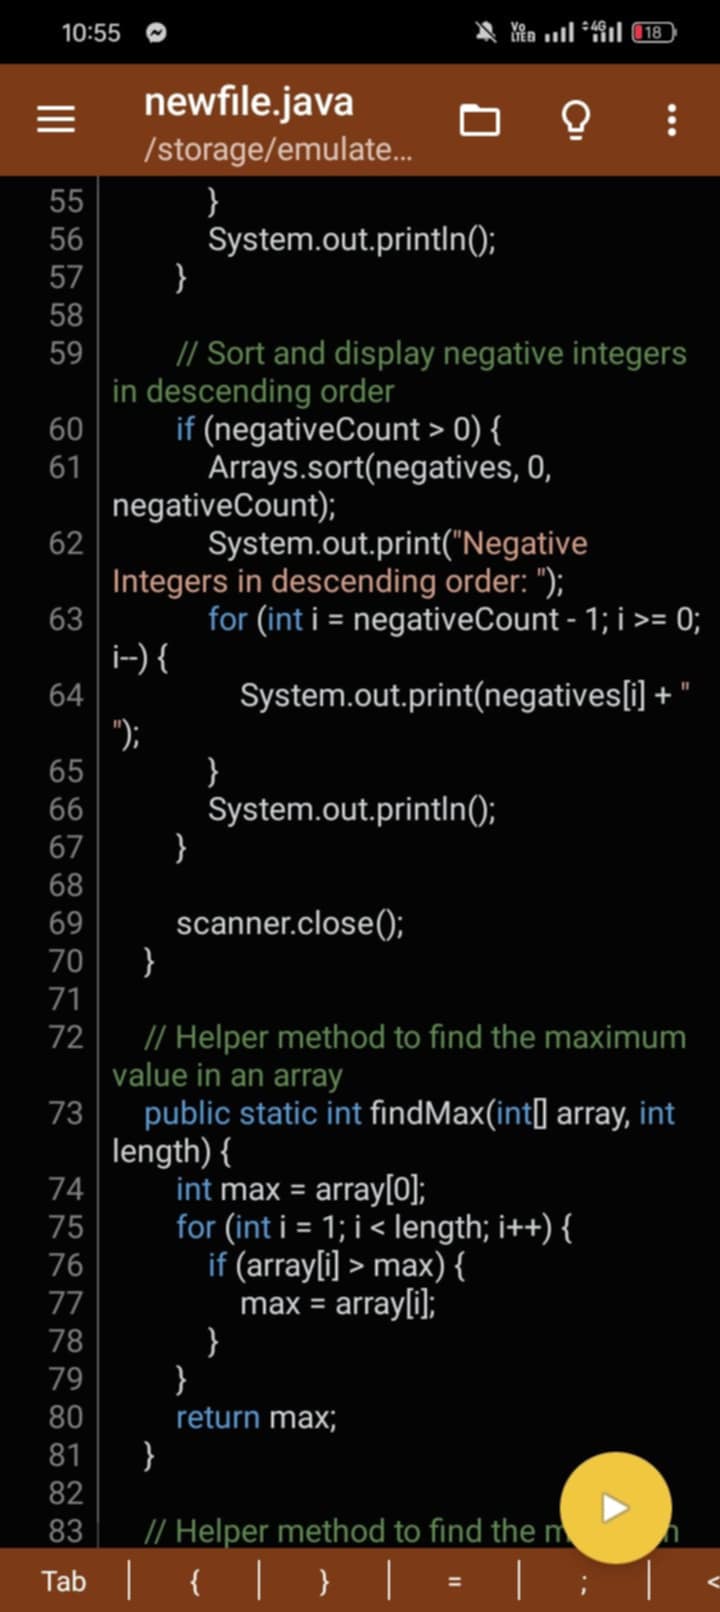 10:55 Vo LTE 4G 18
newfile.java
/storage/emulate...
55 }
56 System.out.println();
57 }
58
59 // Sort and display negative integers
in descending order
60 if (negativeCount > 0) {
61 Arrays.sort(negatives, 0,
negativeCount);
62 System.out.print("Negative
Integers in descending order: ");
63 for (int i = negativeCount - 1; i >= 0;
i--) {
64 System.out.print(negatives[i] + "
");
65 }
66 System.out.println();
67 }
68
69 scanner.close();
70 }
71
72 // Helper method to find the maximum
value in an array
73 public static int findMax(int[] array, int
length) {
74 int max = array[0];
75 for (int i = 1; i < length; i++) {
76 if (array[i] > max) {
77 max = array[i];
78 }
79 }
80 return max;
81 }
82
83 // Helper method to find the
Tab | { | } | = | ; | <